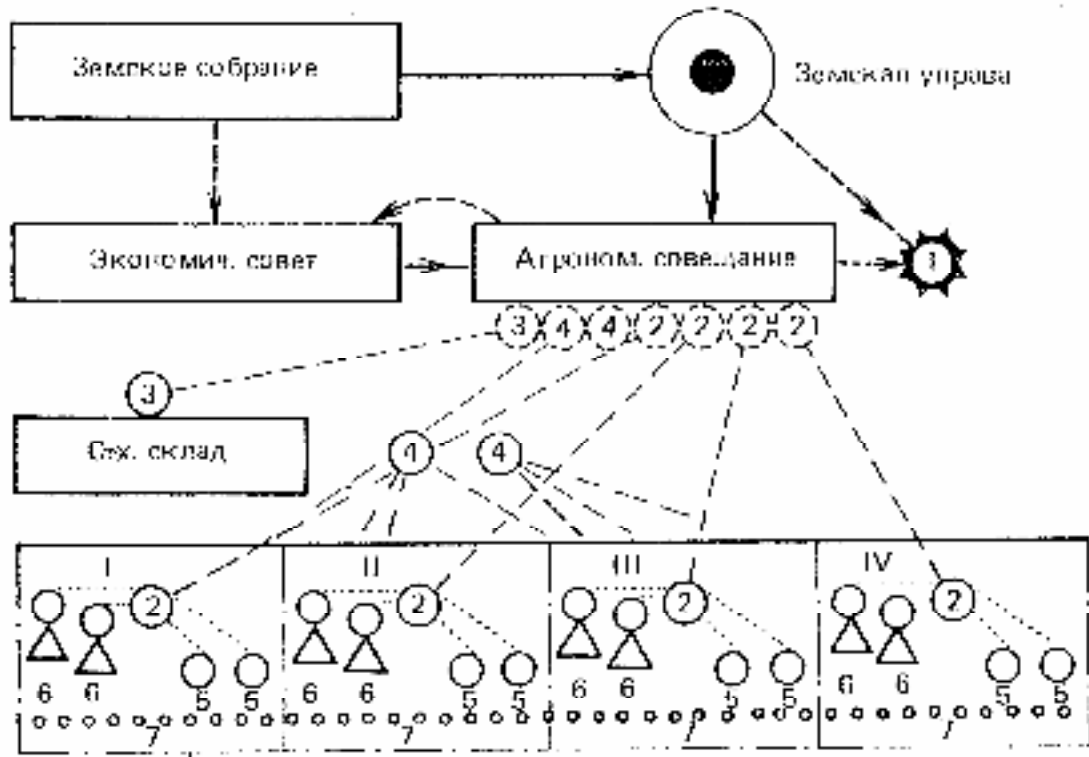 Земское собрание
Земская управа
Экономич. совет
Агроном. совещание
1
3 4 4 2 2 2 2
3
С.-х. склад
4 4
I II III IV
2 2 2 2
6 6 5 5 6 6 5 5 6 6 5 5 6 6 5 5
7 7 7 7